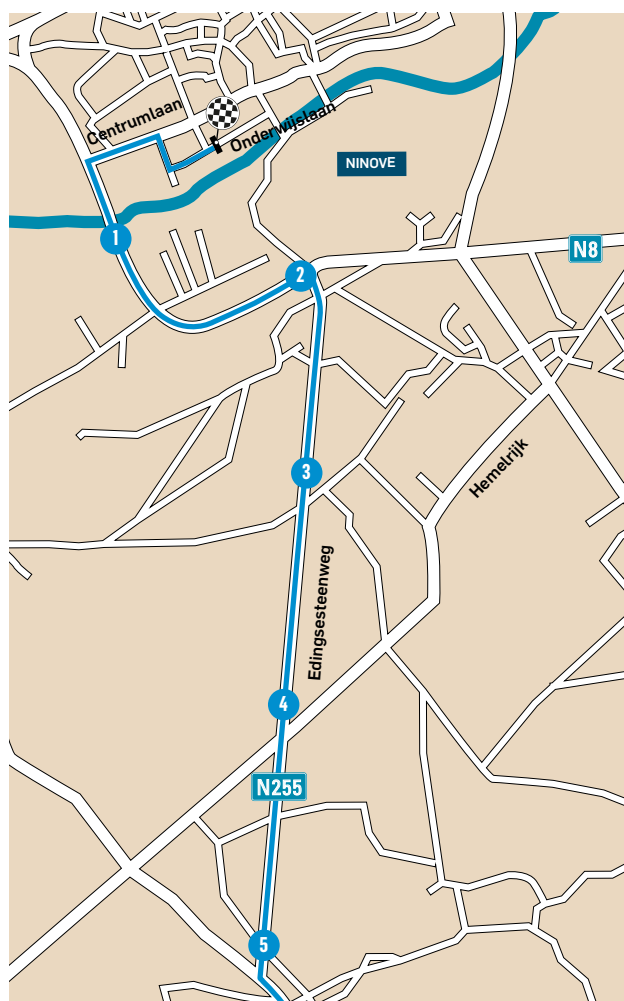 Centrumlaan
Onderwijslaan
NINOVE
1
N8
2
3
Hemelrijk
Edingsesteenweg
4
N255
5